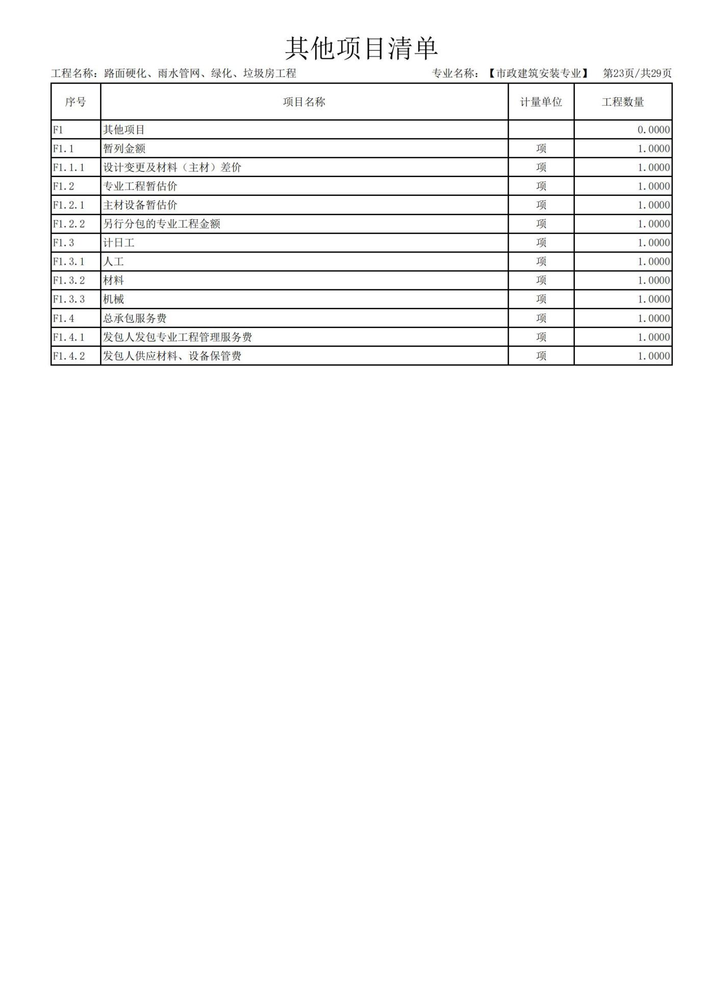 其他项目清单
工程名称：路面硬化、雨水管网、绿化、垃圾房工程 专业名称：【市政建筑安装专业】 第23页/共29页
序号 项目名称 计量单位 工程数量
F1 其他项目 0.0000
F1.1 暂列金额 项 1.0000
F1.1.1 设计变更及材料（主材）差价 项 1.0000
F1.2 专业工程暂估价 项 1.0000
F1.2.1 主材设备暂估价 项 1.0000
F1.2.2 另行分包的专业工程金额 项 1.0000
F1.3 计日工 项 1.0000
F1.3.1 人工 项 1.0000
F1.3.2 材料 项 1.0000
F1.3.3 机械 项 1.0000
F1.4 总承包服务费 项 1.0000
F1.4.1 发包人发包专业工程管理服务费 项 1.0000
F1.4.2 发包人供应材料、设备保管费 项 1.0000